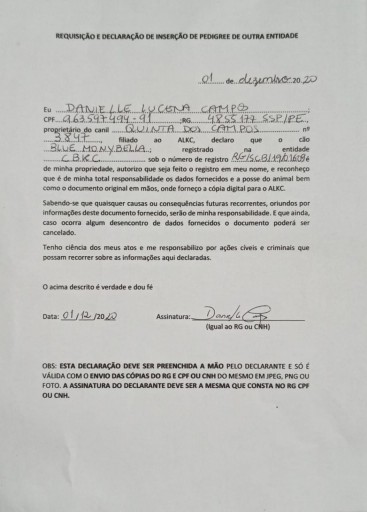 REQUISIÇÃO E DECLARAÇÃO DE INSERÇÃO DE PEDIGREE DE OUTRA ENTIDADE
01 de dezembro 2020
Eu DANIELLE LUCENA CAMPOS
CPF 963597494-91 ;RG 4855177 SSP/PE,
proprietário do canil QUINTA DOS CAMPOS nº
3847, filiado ao ALKC, declaro que o cão
BLUE MONYBELLA, registrado na entidade
CBKC sob o número de registro é
de minha propriedade, autorizo que seja feito o registro em meu nome, e reconheço
que é de minha total responsabilidade os dados fornecidos e a posse do animal bem
como o documento original em mãos, onde forneço a cópia digital para o ALKC.
Sabendo-se que quaisquer causas ou consequências futuras recorrentes, oriundos por
informações deste documento fornecido, serão de minha responsabilidade. E que ainda,
caso ocorra algum desencontro de dados fornecidos o documento poderá ser
cancelado.
Tenho ciência dos meus atos e me responsabilizo por ações cíveis e criminais que
possam recorrer as informações aqui declaradas.
O acima descrito é verdade e dou fé
Data: 01/12/2020 Assinatura:
(igual ao RG ou CNH)
OBS: ESTA DECLARAÇÃO DEVE SER PREENCHIDA A MÃO PELO DECLARANTE E SÓ É
VÁLIDA COM O ENVIO DAS CÓPIAS DO RG E CPF OU CNH DO MESMO EM JPEG, PNG OU
FOTO. A ASSINATURA DO DECLARANTE DEVE SER A MESMA QUE CONSTA NO RG CPF
OU CNH.